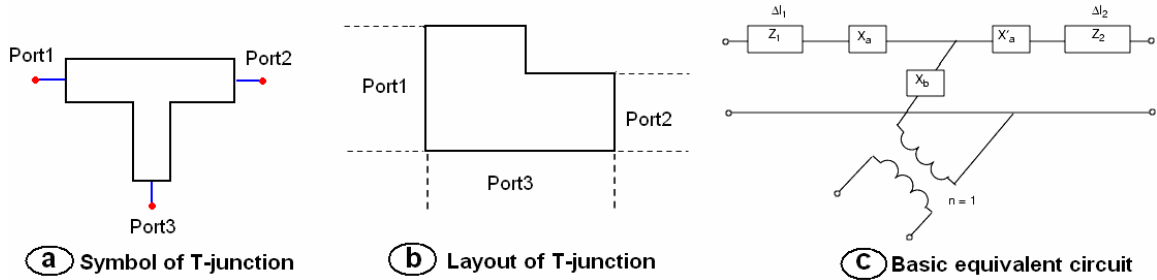 Port1
Port2
Port3
a Symbol of T-junction
Port1
Port2
Port3
b Layout of T-junction
Δl₁
Δl₂
Z₁
Xₐ
X'ₐ
Z₂
X_b
n = 1
c Basic equivalent circuit